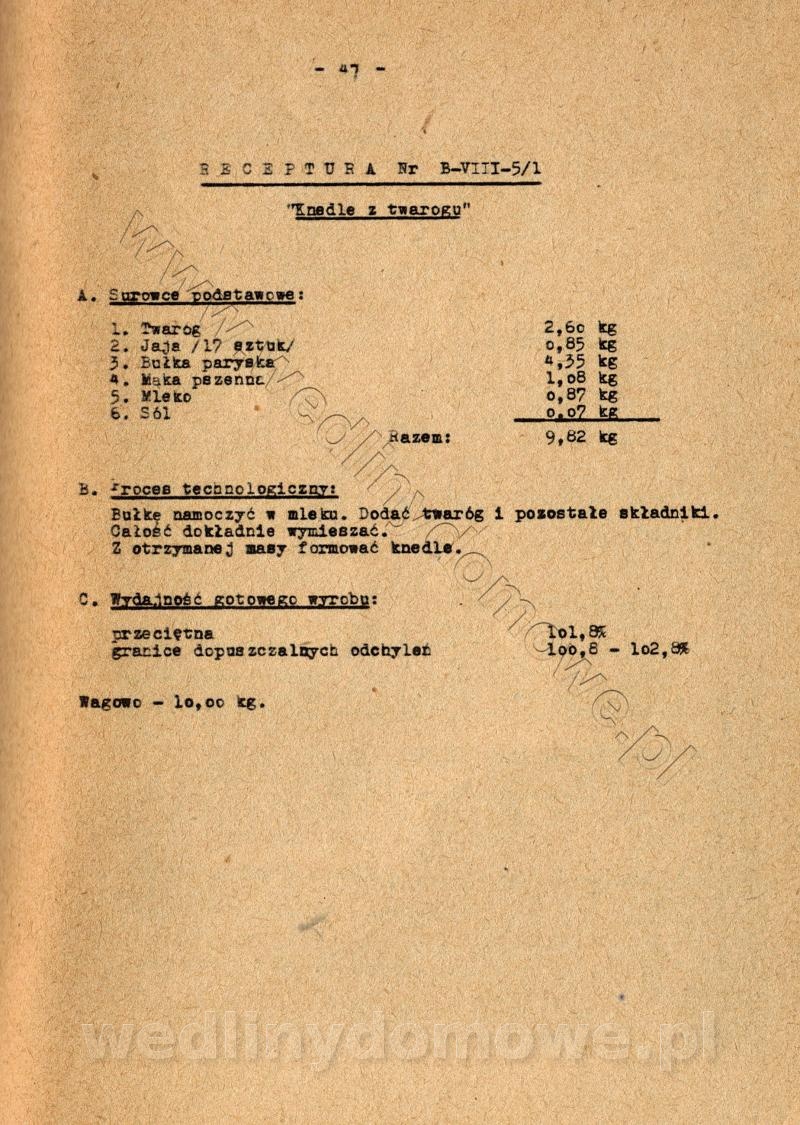 - 47 -
RECEPTURA Nr B-VIII-5/1
"Knedle z twarogu"
A. Surowce podstawowe:
1. Twaróg 2,60 kg
2. Jaja /17 sztuk/ 0,85 kg
3. Bułka paryska 4,35 kg
4. Mąka pszenna 1,08 kg
5. Mleko 0,87 kg
6. Sól 0,07 kg
Razem: 9,82 kg
B. Proces technologiczny:
Bułkę namoczyć w mleku. Dodać twaróg i pozostałe składniki.
Całość dokładnie wymieszać.
Z otrzymanej masy formować knedle.
C. Wydajność gotowego wyrobu:
przeciętna 101,8%
granice dopuszczalnych odchyleń 100,8 - 102,8%
Wagowo - 10,00 kg.
www.wedlinydomowe.pl
wedlinydomowe.pl